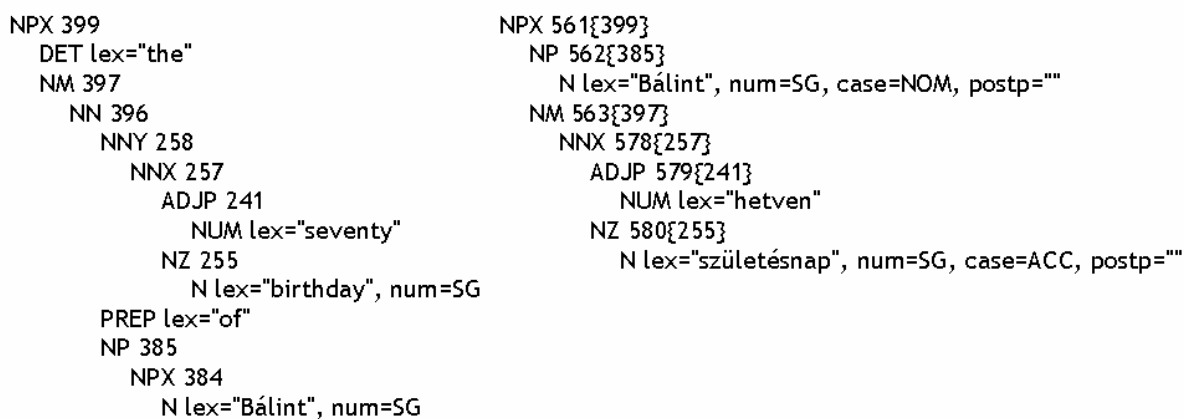 NPX 399
DET lex="the"
NM 397
NN 396
NNY 258
NNX 257
ADJP 241
NUM lex="seventy"
NZ 255
N lex="birthday", num=SG
PREP lex="of"
NP 385
NPX 384
N lex="Bálint", num=SG
NPX 561{399}
NP 562{385}
N lex="Bálint", num=SG, case=NOM, postp=""
NM 563{397}
NNX 578{257}
ADJP 579{241}
NUM lex="hetven"
NZ 580{255}
N lex="születésnap", num=SG, case=ACC, postp=""